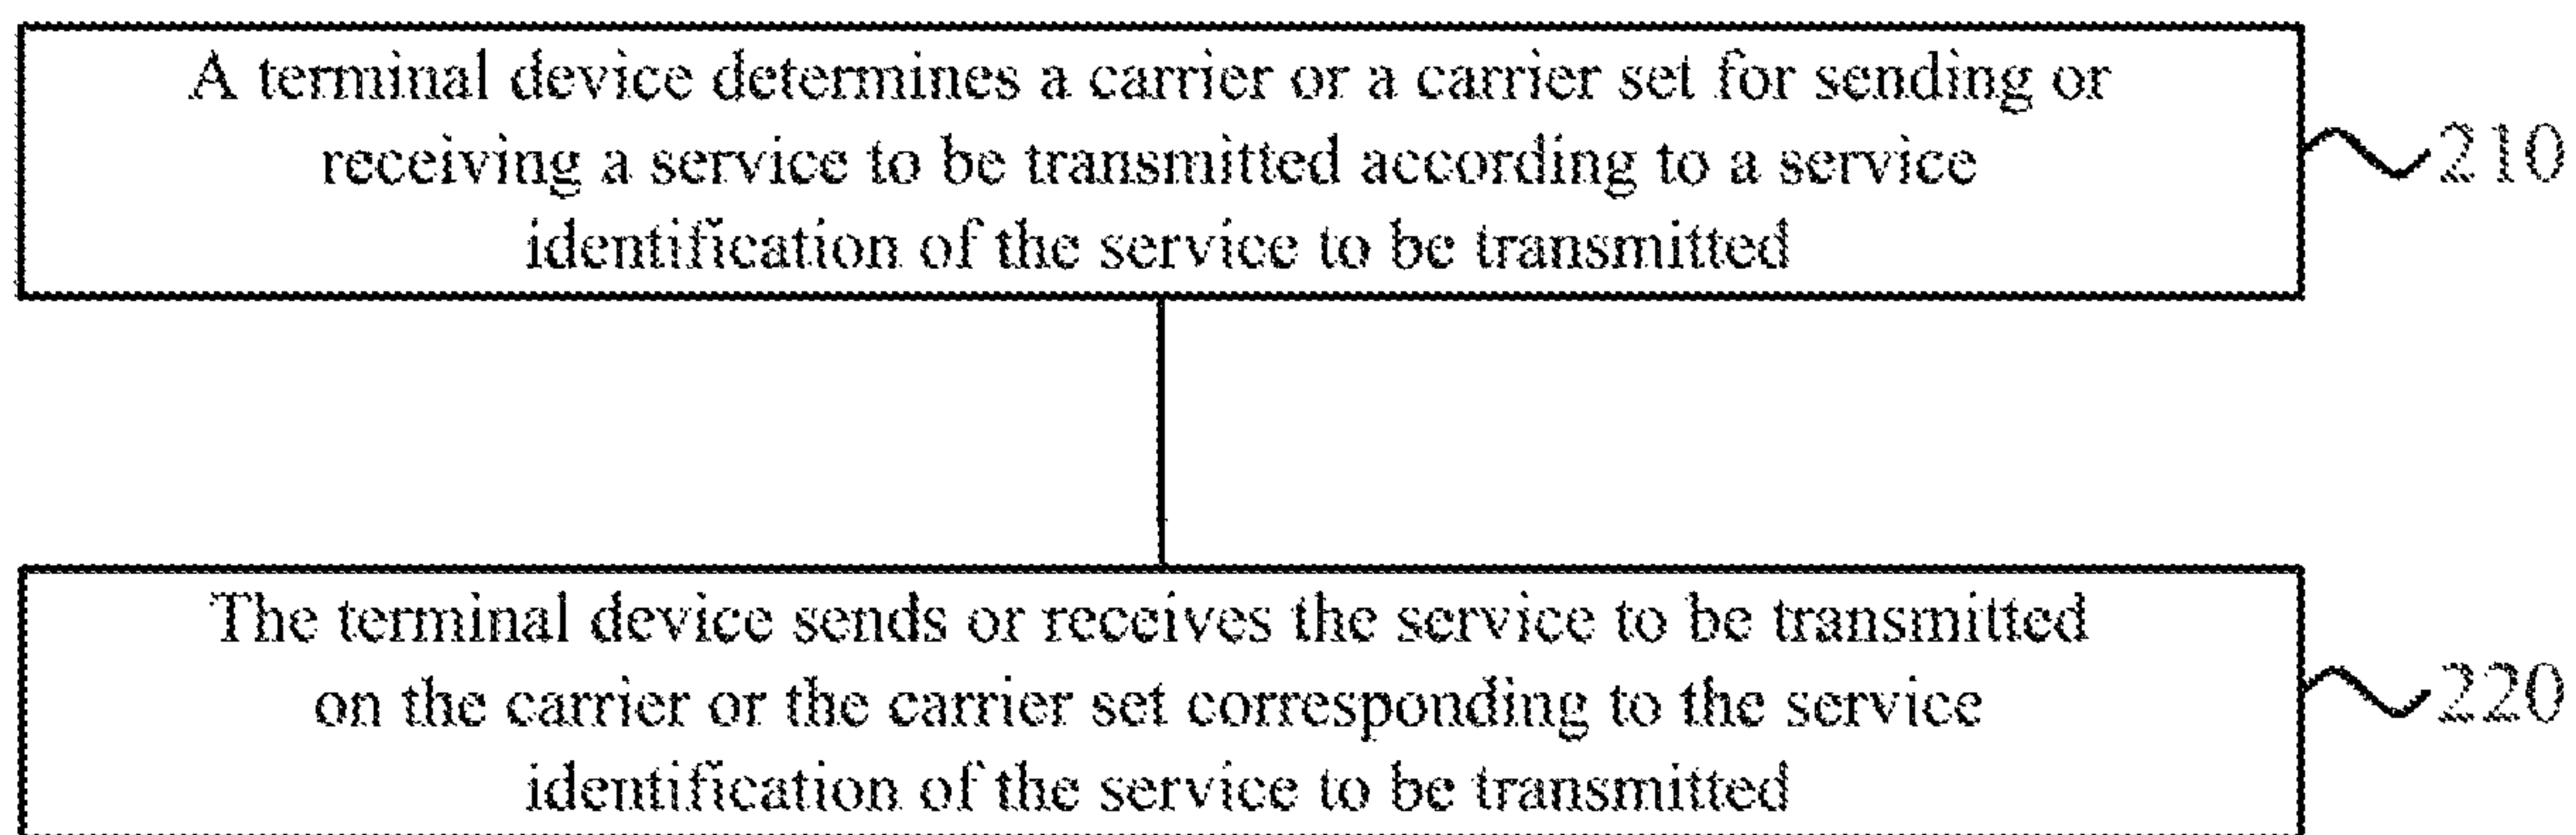 A terminal device determines a carrier or a carrier set for sending or
receiving a service to be transmitted according to a service
identification of the service to be transmitted
210
The terminal device sends or receives the service to be transmitted
on the carrier or the carrier set corresponding to the service
identification of the service to be transmitted
220